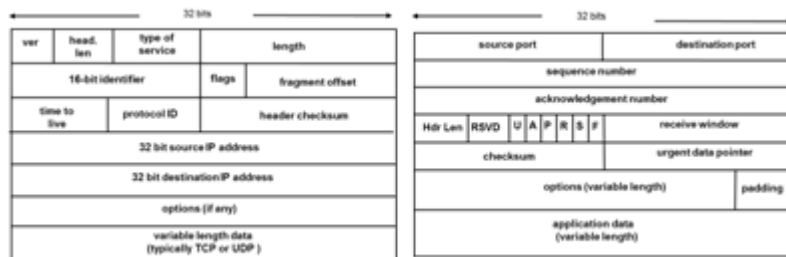 32 bits
ver head. len type of service length
16-bit identifier flags fragment offset
time to live protocol ID header checksum
32 bit source IP address
32 bit destination IP address
options (if any)
variable length data
(typically TCP or UDP )
32 bits
source port destination port
sequence number
acknowledgement number
Hdr Len RSVD U A P R S F receive window
checksum urgent data pointer
options (variable length) padding
application data
(variable length)